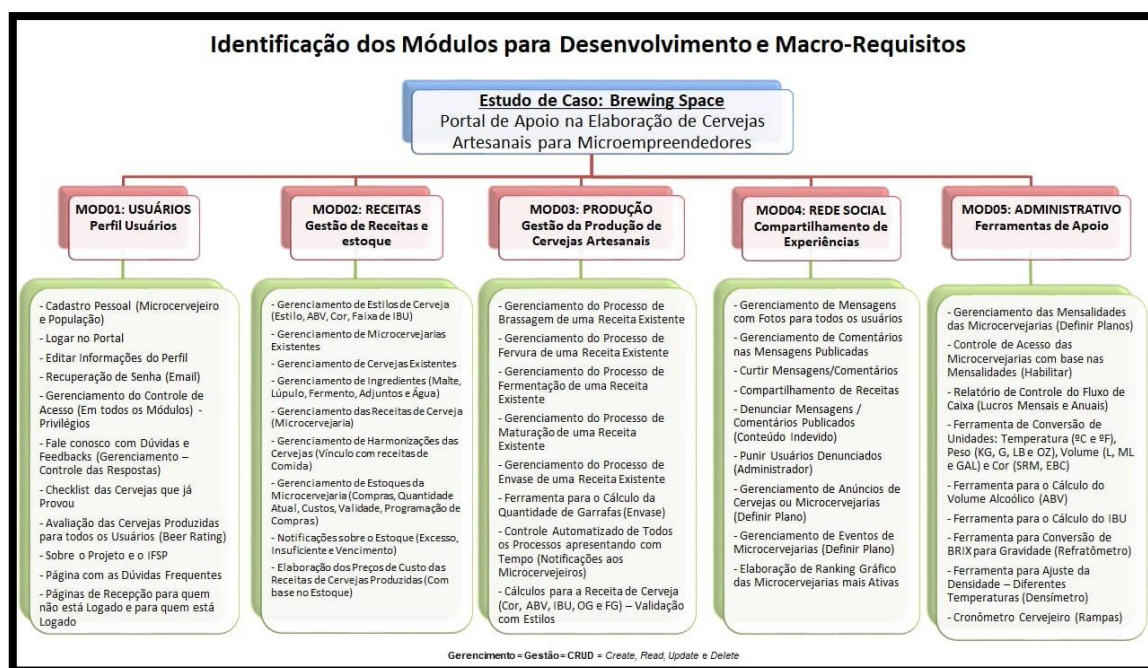 Identificação dos Módulos para Desenvolvimento e Macro-Requisitos
Estudo de Caso: Brewing Space
Portal de Apoio na Elaboração de Cervejas
Artesanais para Microempreendedores
MOD01: USUÁRIOS
Perfil Usuários
- Cadastro Pessoal (Microcervejeiro
e População)
- Logar no Portal
- Editar Informações do Perfil
- Recuperação de Senha (Email)
- Gerenciamento do Controle de
Acesso (Em todos os Módulos) -
Privilégios
- Fale conosco com Dúvidas e
Feedbacks (Gerenciamento –
Controle das Respostas)
- Checklist das Cervejas que já
Provou
- Avaliação das Cervejas Produzidas
para todos os Usuários (Beer Rating)
- Sobre o Projeto e o IFSP
- Página com as Dúvidas Frequentes
- Páginas de Recepção para quem
não está Logado e para quem está
Logado
MOD02: RECEITAS
Gestão de Receitas e
estoque
- Gerenciamento de Estilos de Cerveja
(Estilo, ABV, Cor, Faixa de IBU)
- Gerenciamento de Microcervejarias
Existentes
- Gerenciamento de Cervejas Existentes
- Gerenciamento de Ingredientes (Malte,
Lúpulo, Fermento, Adjuntos e Água)
- Gerenciamento das Receitas de Cerveja
(Microcervejaria)
- Gerenciamento de Harmonizações das
Cervejas (Vínculo com receitas de
Comida)
- Gerenciamento de Estoques da
Microcervejaria (Compras, Quantidade
Atual, Custos, Validade, Programação de
Compras)
- Notificações sobre o Estoque (Excesso,
Insuficiente e Vencimento)
- Elaboração dos Preços de Custo das
Receitas de Cervejas Produzidas (Com
base no Estoque)
MOD03: PRODUÇÃO
Gestão da Produção de
Cervejas Artesanais
- Gerenciamento do Processo de
Brassagem de uma Receita Existente
- Gerenciamento do Processo de
Fervura de uma Receita Existente
- Gerenciamento do Processo de
Fermentação de uma Receita
Existente
- Gerenciamento do Processo de
Maturação de uma Receita
Existente
- Gerenciamento do Processo de
Envase de uma Receita Existente
- Ferramenta para o Cálculo da
Quantidade de Garrafas (Envase)
- Controle Automatizado de Todos
os Processos apresentando com
Tempo (Notificações aos
Microcervejeiros)
- Cálculos para a Receita de Cerveja
(Cor, ABV, IBU, OG e FG) – Validação
com Estilos
MOD04: REDE SOCIAL
Compartilhamento de
Experiências
- Gerenciamento de Mensagens
com Fotos para todos os usuários
- Gerenciamento de Comentários
nas Mensagens Publicadas
- Curtir Mensagens/Comentários
- Compartilhamento de Receitas
- Denunciar Mensagens /
Comentários Publicados
(Conteúdo Indevido)
- Punir Usuários Denunciados
(Administrador)
- Gerenciamento de Anúncios de
Cervejas ou Microcervejarias
(Definir Plano)
- Gerenciamento de Eventos de
Microcervejarias (Definir Plano)
- Elaboração de Ranking Gráfico
das Microcervejarias mais Ativas
MOD05: ADMINISTRATIVO
Ferramentas de Apoio
- Gerenciamento das Mensalidades
das Microcervejarias (Definir Planos)
- Controle de Acesso das
Microcervejarias com base nas
Mensalidades (Habilitar)
- Relatório de Controle do Fluxo de
Caixa (Lucros Mensais e Anuais)
- Ferramenta de Conversão de
Unidades: Temperatura (ºC e ºF),
Peso (KG, G, LB e OZ), Volume (L, ML
e GAL) e Cor (SRM, EBC)
- Ferramenta para o Cálculo do
Volume Alcoólico (ABV)
- Ferramenta para o Cálculo do IBU
- Ferramenta para Conversão de
BRIX para Gravidade (Refratômetro)
- Ferramenta para Ajuste da
Densidade – Diferentes
Temperaturas (Densímetro)
- Cronômetro Cervejeiro (Rampas)
Gerencimento = Gestão = CRUD = Create, Read, Update e Delete